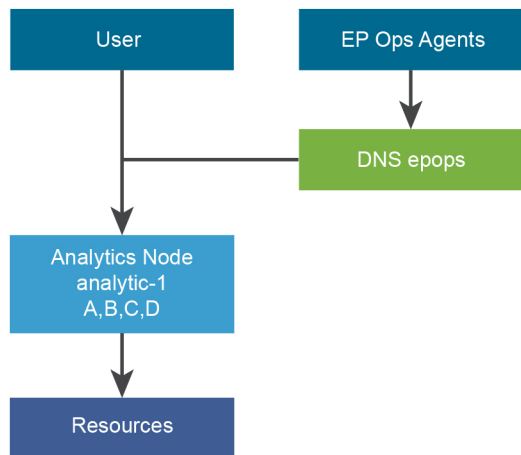 User
EP Ops Agents
DNS epops
Analytics Node
analytic-1
A,B,C,D
Resources